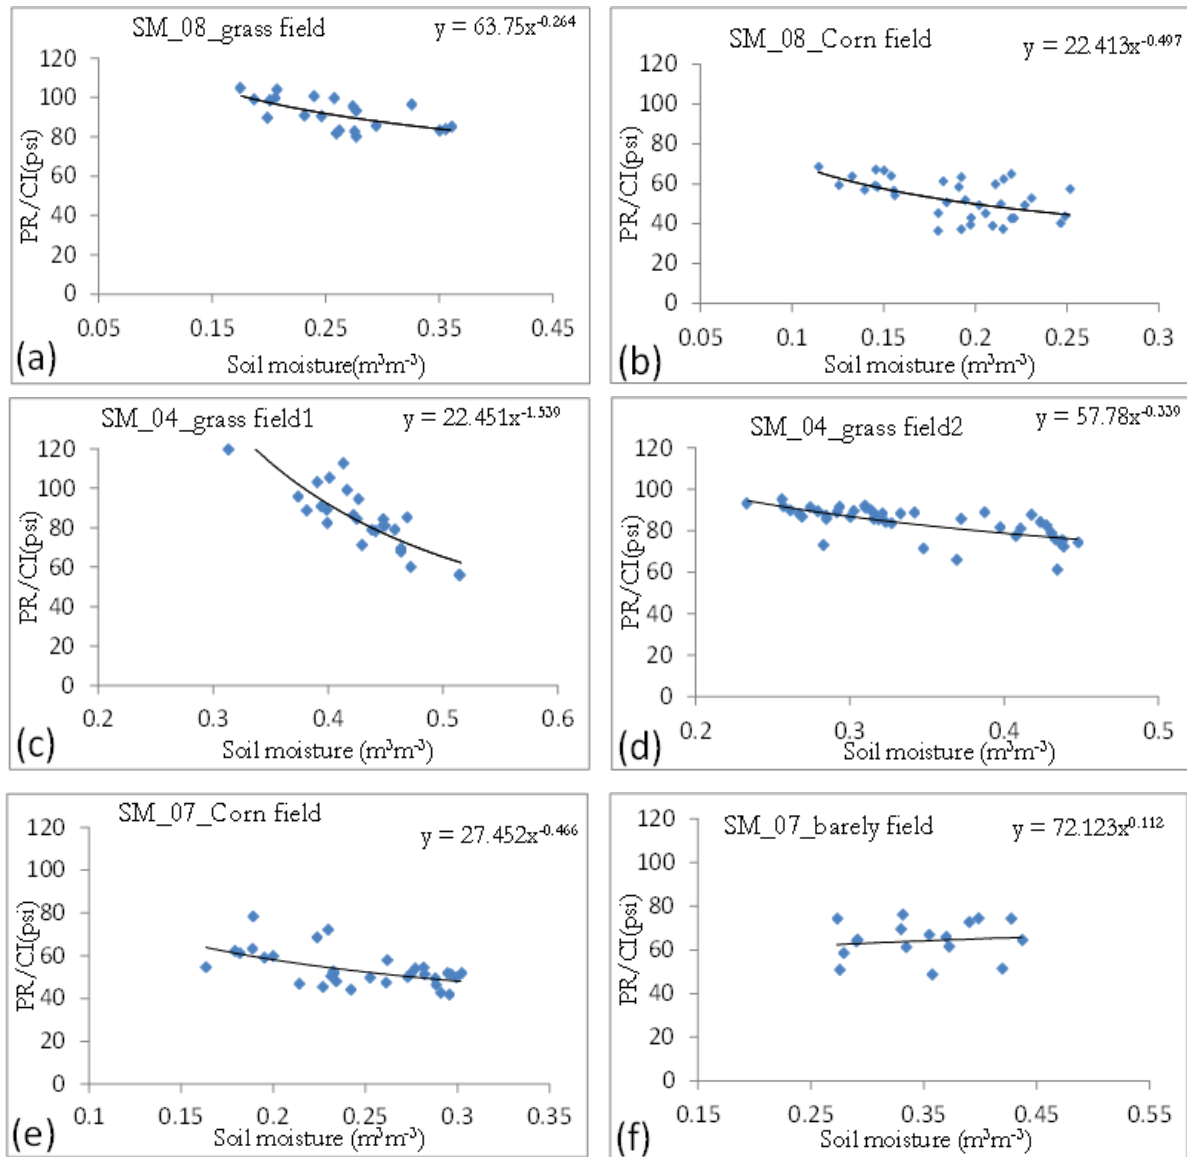 SM_08_grass field
y = 63.75x⁻⁰·²⁶⁴
120
100
80
60
40
20
0
PR/CI(psi)
0.05 0.15 0.25 0.35 0.45
Soil moisture(m³m⁻³)
(a)
SM_08_Corn field
y = 22.413x⁻⁰·⁴⁹⁷
120
100
80
60
40
20
0
PR/CI(psi)
0.05 0.1 0.15 0.2 0.25 0.3
Soil moisture (m³m⁻³)
(b)
SM_04_grass field1
y = 22.451x⁻¹·⁵³⁹
120
100
80
60
40
20
0
PR/CI(psi)
0.2 0.3 0.4 0.5 0.6
Soil moisture (m³m⁻³)
(c)
SM_04_grass field2
y = 57.78x⁻⁰·³³⁹
120
100
80
60
40
20
0
PR/CI(psi)
0.2 0.3 0.4 0.5
Soil moisture (m³m⁻³)
(d)
SM_07_Corn field
y = 27.452x⁻⁰·⁴⁶⁶
120
100
80
60
40
20
0
PR/CI(psi)
0.1 0.15 0.2 0.25 0.3
Soil moisture (m³m⁻³)
(e)
SM_07_barely field
y = 72.123x⁰·¹¹²
120
100
80
60
40
20
0
PR/CI(psi)
0.15 0.25 0.35 0.45 0.55
Soil moisture (m³m⁻³)
(f)